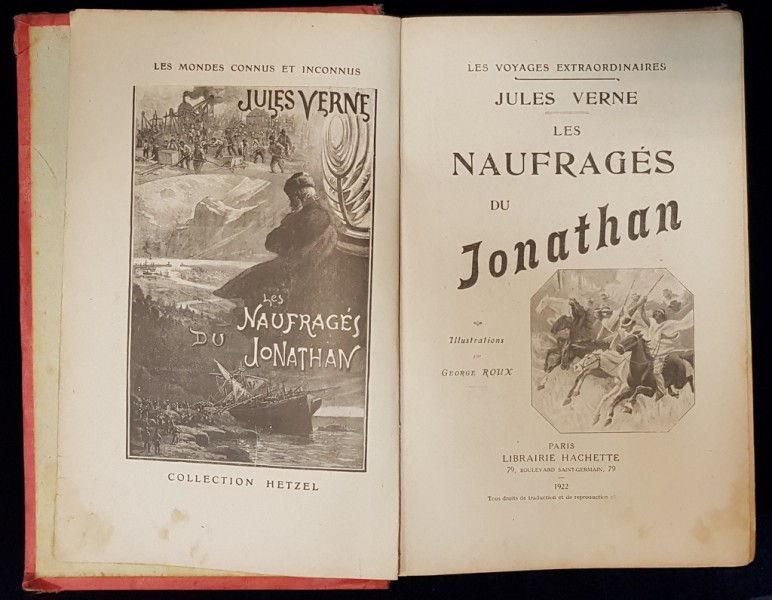 LES MONDES CONNUS ET INCONNUS
JULES VERNE
LES
NAUFRAGÉS
DU JONATHAN
COLLECTION HETZEL
LES VOYAGES EXTRAORDINAIRES
JULES VERNE
LES
NAUFRAGÉS
DU
Jonathan
Illustrations
GEORGE ROUX
PARIS
LIBRAIRIE HACHETTE
79, BOULEVARD SAINT-GERMAIN, 79
1922
Tous droits de traduction et de reproduction